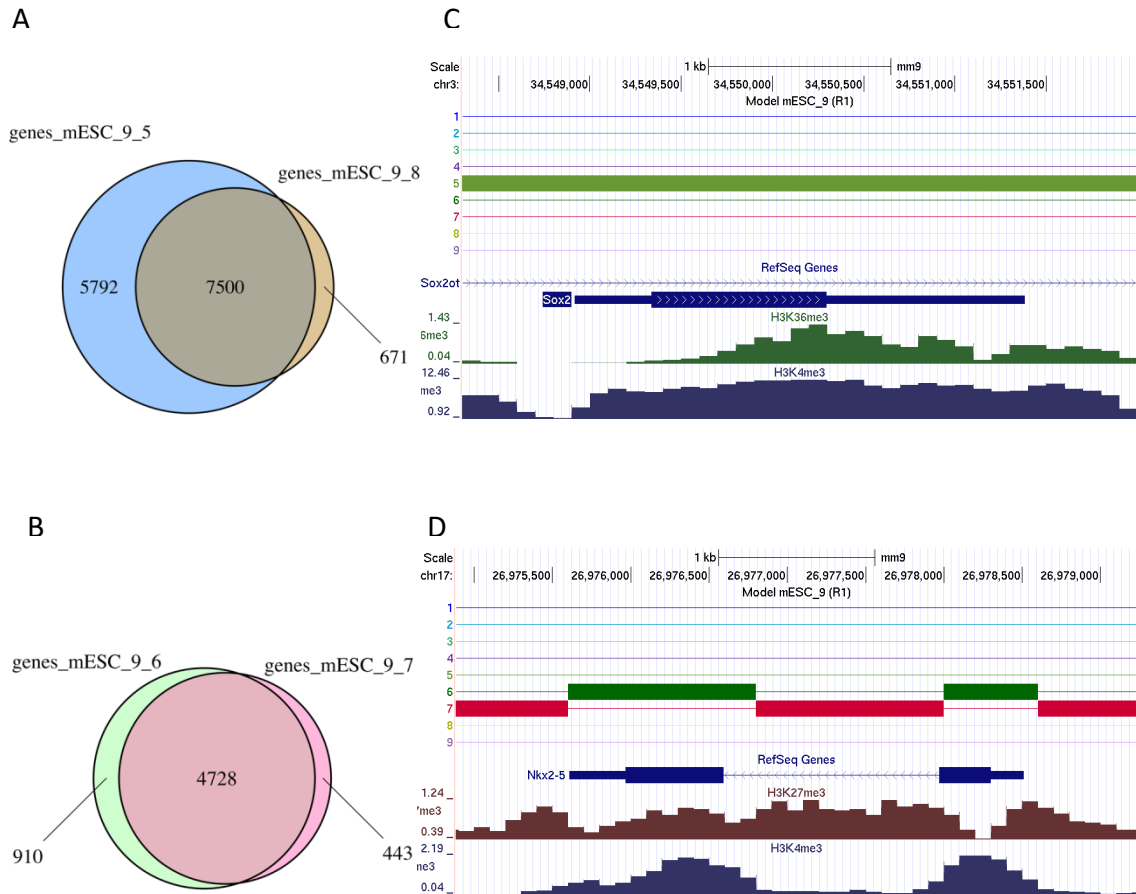 A
genes_mESC_9_5
genes_mESC_9_8
5792
7500
671
C
Scale
1 kb
mm9
chr3:
34,549,000
34,549,500
34,550,000
34,550,500
34,551,000
34,551,500
Model mESC_9 (R1)
1
2
3
4
5
6
7
8
9
RefSeq Genes
Sox2ot
Sox2
H3K36me3
1.43
6me3
0.04
H3K4me3
12.46
me3
0.92
B
genes_mESC_9_6
genes_mESC_9_7
4728
910
443
D
Scale
1 kb
mm9
chr17:
26,975,500
26,976,000
26,976,500
26,977,000
26,977,500
26,978,000
26,978,500
26,979,000
Model mESC_9 (R1)
1
2
3
4
5
6
7
8
9
RefSeq Genes
Nkx2-5
H3K27me3
1.24
'me3
0.39
H3K4me3
2.19
me3
0.04